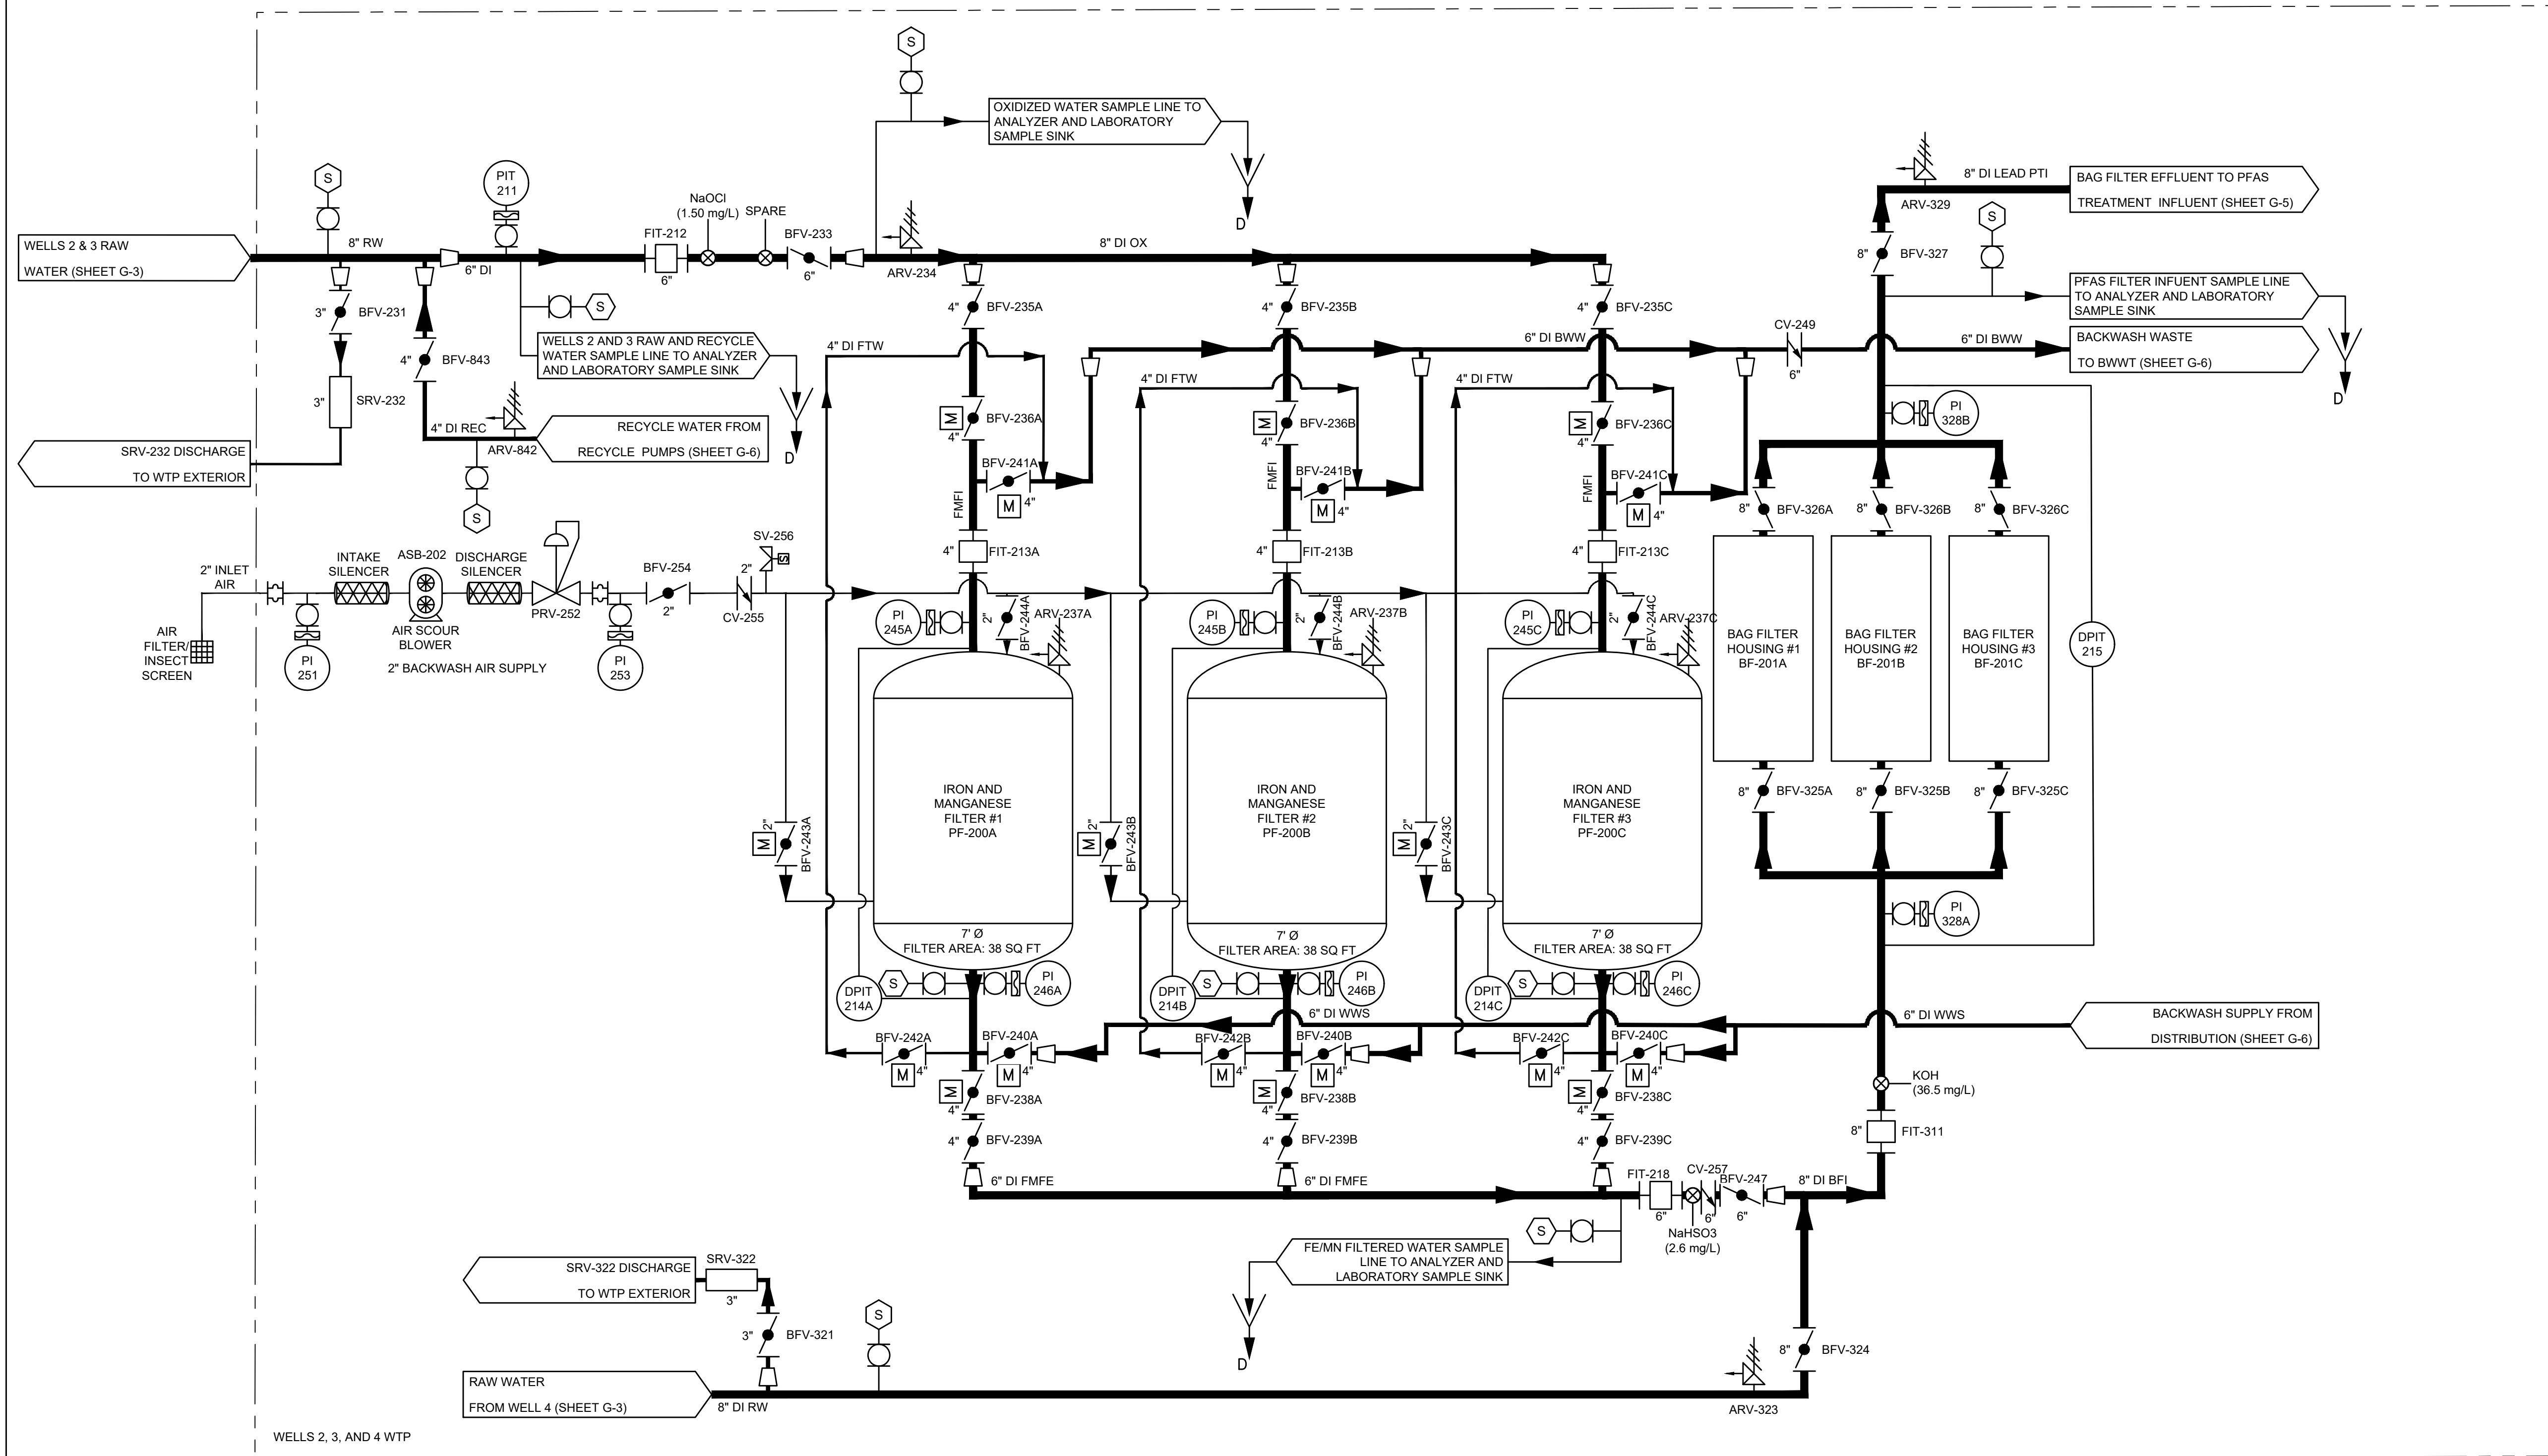 S
OXIDIZED WATER SAMPLE LINE TO
ANALYZER AND LABORATORY
SAMPLE SINK
D
S
PIT
211
NaOCl
(1.50 mg/L)
SPARE
WELLS 2 & 3 RAW
WATER (SHEET G-3)
8" RW
6" DI
FIT-212
6"
BFV-233
6"
ARV-234
8" DI OX
3"
BFV-231
4"
BFV-843
S
WELLS 2 AND 3 RAW AND RECYCLE
WATER SAMPLE LINE TO ANALYZER
AND LABORATORY SAMPLE SINK
D
3"
SRV-232
4" DI REC
ARV-842
RECYCLE WATER FROM
RECYCLE PUMPS (SHEET G-6)
SRV-232 DISCHARGE
TO WTP EXTERIOR
S
4"
BFV-235A
4"
BFV-235B
4"
BFV-235C
4" DI FTW
4" DI FTW
4" DI FTW
6" DI BWW
CV-249
6"
6" DI BWW
M
BFV-236A
4"
M
BFV-236B
4"
M
BFV-236C
4"
FMFI
BFV-241A
M
4"
FMFI
BFV-241B
M
4"
FMFI
BFV-241C
M
4"
4"
FIT-213A
4"
FIT-213B
4"
FIT-213C
8" DI LEAD PTI
ARV-329
BAG FILTER EFFLUENT TO PFAS
TREATMENT INFLUENT (SHEET G-5)
S
8"
BFV-327
PFAS FILTER INFUENT SAMPLE LINE
TO ANALYZER AND LABORATORY
SAMPLE SINK
BACKWASH WASTE
TO BWWT (SHEET G-6)
D
PI
328B
8"
BFV-326A
8"
BFV-326B
8"
BFV-326C
BAG FILTER
HOUSING #1
BF-201A
BAG FILTER
HOUSING #2
BF-201B
BAG FILTER
HOUSING #3
BF-201C
DPIT
215
8"
BFV-325A
8"
BFV-325B
8"
BFV-325C
PI
328A
2" INLET
AIR
INTAKE
SILENCER
ASB-202
DISCHARGE
SILENCER
PRV-252
BFV-254
2"
SV-256
S
2"
CV-255
AIR
FILTER/
INSECT
SCREEN
PI
251
AIR SCOUR
BLOWER
2" BACKWASH AIR SUPPLY
PI
253
PI
245A
2"
BFV-244A
ARV-237A
PI
245B
2"
BFV-244B
ARV-237B
PI
245C
2"
BFV-244C
ARV-237C
M
2"
BFV-243A
M
2"
BFV-243B
M
2"
BFV-243C
IRON AND
MANGANESE
FILTER #1
PF-200A
IRON AND
MANGANESE
FILTER #2
PF-200B
IRON AND
MANGANESE
FILTER #3
PF-200C
7' Ø
FILTER AREA: 38 SQ FT
7' Ø
FILTER AREA: 38 SQ FT
7' Ø
FILTER AREA: 38 SQ FT
DPIT
214A
S
PI
246A
DPIT
214B
S
PI
246B
DPIT
214C
S
PI
246C
6" DI WWS
6" DI WWS
BACKWASH SUPPLY FROM
DISTRIBUTION (SHEET G-6)
BFV-242A
M
4"
BFV-240A
M
4"
BFV-242B
M
4"
BFV-240B
M
4"
BFV-242C
M
4"
BFV-240C
M
4"
M
BFV-238A
4"
M
BFV-238B
4"
M
BFV-238C
4"
4"
BFV-239A
4"
BFV-239B
4"
BFV-239C
KOH
(36.5 mg/L)
8"
FIT-311
6" DI FMFE
6" DI FMFE
FIT-218
6"
CV-257
6"
BFV-247
6"
8" DI BFI
NaHSO3
(2.6 mg/L)
S
FE/MN FILTERED WATER SAMPLE
LINE TO ANALYZER AND
LABORATORY SAMPLE SINK
D
SRV-322 DISCHARGE
TO WTP EXTERIOR
SRV-322
3"
3"
BFV-321
S
8"
BFV-324
RAW WATER
FROM WELL 4 (SHEET G-3)
8" DI RW
ARV-323
WELLS 2, 3, AND 4 WTP